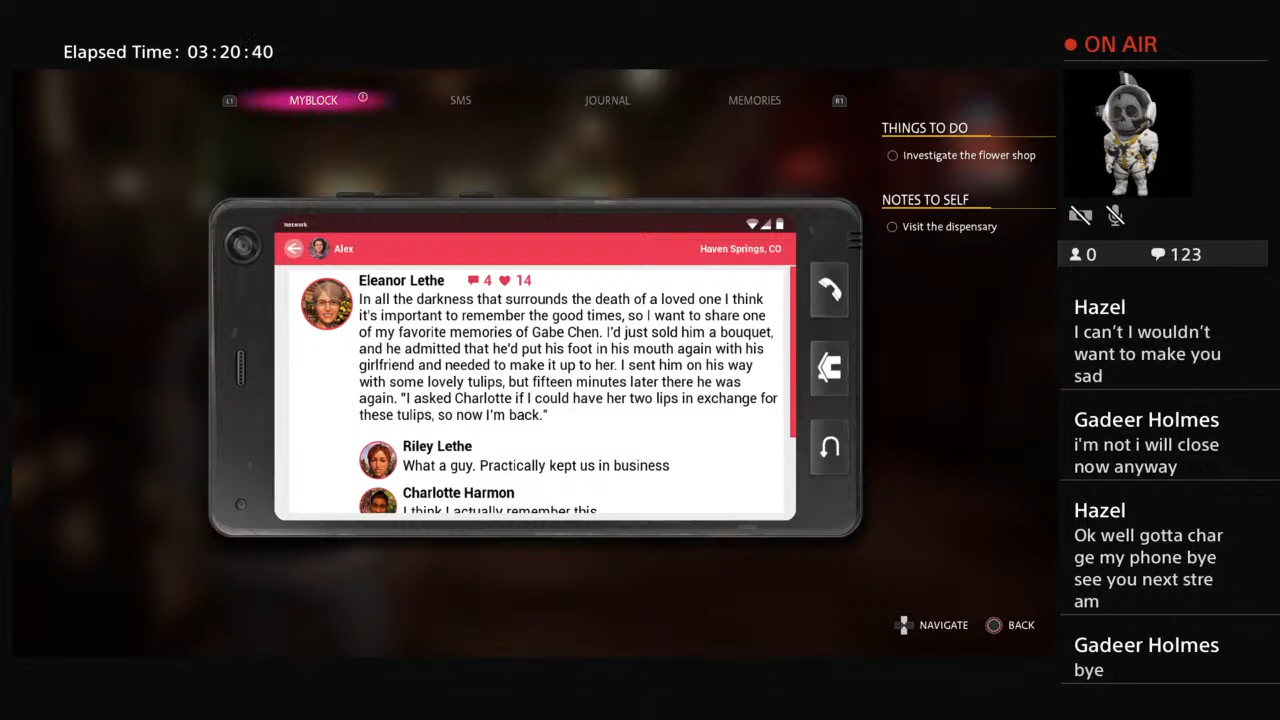 Elapsed Time: 03:20:40
ON AIR
L1
MYBLOCK
SMS
JOURNAL
MEMORIES
R1
THINGS TO DO
Investigate the flower shop
NOTES TO SELF
Visit the dispensary
Network
Alex
Haven Springs, CO
Eleanor Lethe 4 14
In all the darkness that surrounds the death of a loved one I think
it's important to remember the good times, so I want to share one
of my favorite memories of Gabe Chen. I'd just sold him a bouquet,
and he admitted that he'd put his foot in his mouth again with his
girlfriend and needed to make it up to her. I sent him on his way
with some lovely tulips, but fifteen minutes later there he was
again. "I asked Charlotte if I could have her two lips in exchange for
these tulips, so now I'm back."
Riley Lethe
What a guy. Practically kept us in business
Charlotte Harmon
I think I actually remember this
NAVIGATE
BACK
0
123
Hazel
I can't I wouldn't
want to make you
sad
Gadeer Holmes
i'm not i will close
now anyway
Hazel
Ok well gotta char
ge my phone bye
see you next stre
am
Gadeer Holmes
bye